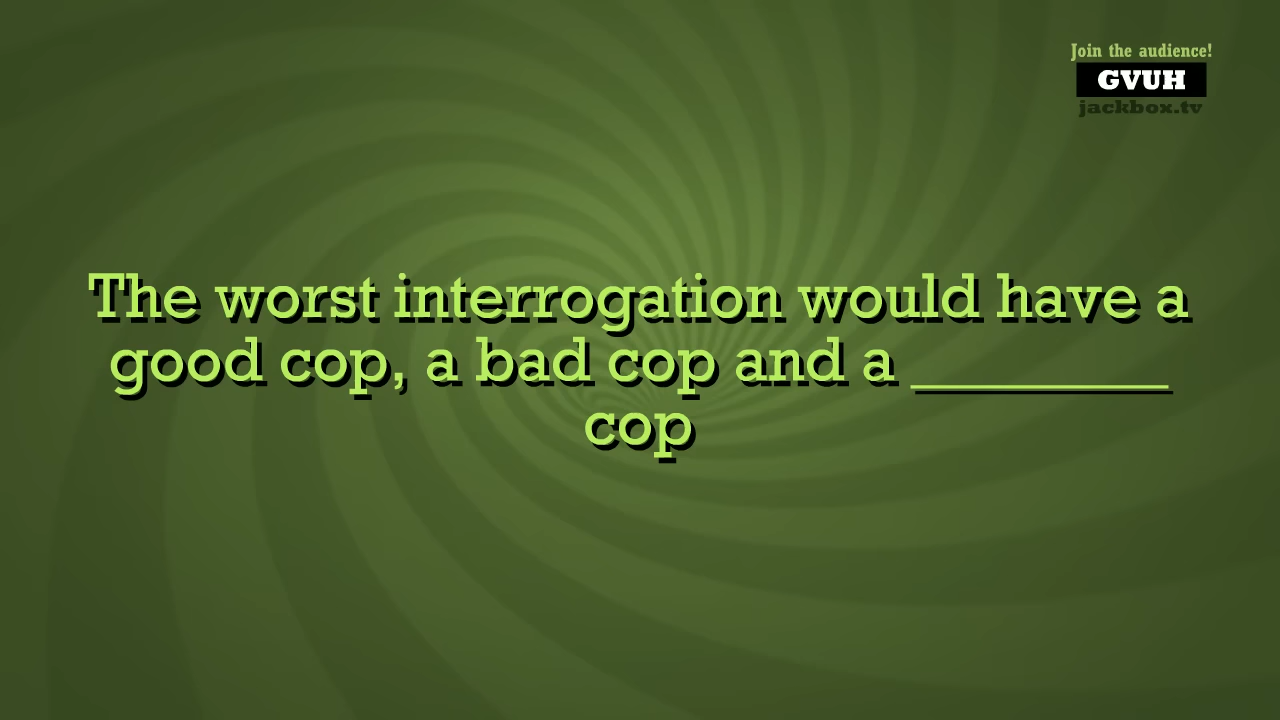 Join the audience!
GVUH
jackbox.tv
The worst interrogation would have a
good cop, a bad cop and a ________
cop